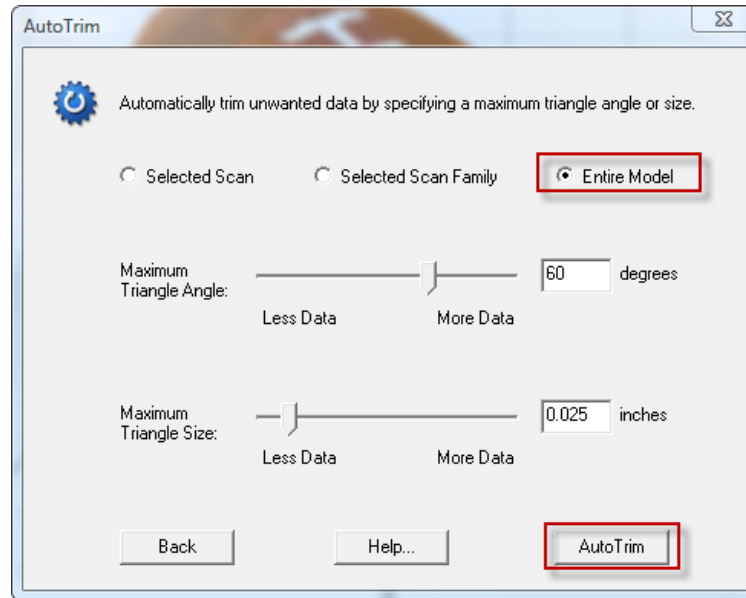 AutoTrim
Automatically trim unwanted data by specifying a maximum triangle angle or size.
Selected Scan Selected Scan Family Entire Model
Maximum
Triangle Angle:
60 degrees
Less Data More Data
Maximum
Triangle Size:
0.025 inches
Less Data More Data
Back Help... AutoTrim